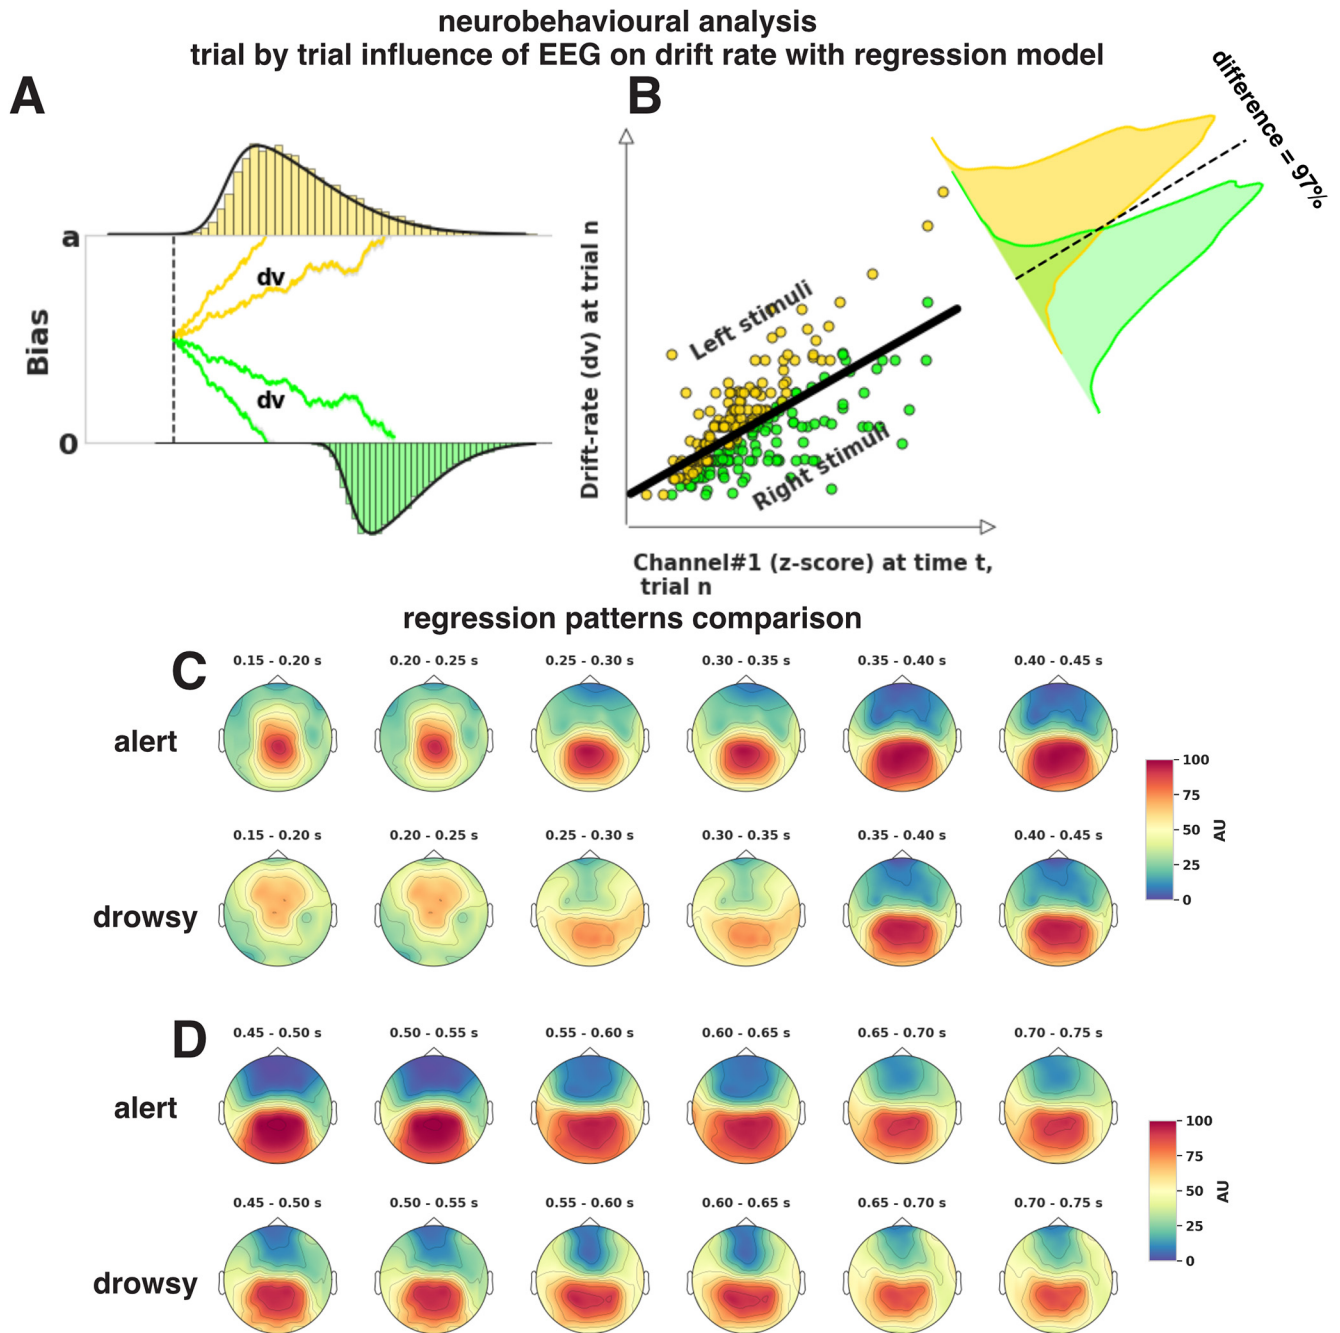 neurobehavioural analysis
trial by trial influence of EEG on drift rate with regression model
A
B
a
Bias
0
dv
dv
Drift-rate (dv) at trial n
Left stimuli
Right stimuli
Channel#1 (z-score) at time t,
trial n
difference = 97%
regression patterns comparison
C
0.15 - 0.20 s 0.20 - 0.25 s 0.25 - 0.30 s 0.30 - 0.35 s 0.35 - 0.40 s 0.40 - 0.45 s
alert
0.15 - 0.20 s 0.20 - 0.25 s 0.25 - 0.30 s 0.30 - 0.35 s 0.35 - 0.40 s 0.40 - 0.45 s
drowsy
100
75
50
25
0
AU
D
0.45 - 0.50 s 0.50 - 0.55 s 0.55 - 0.60 s 0.60 - 0.65 s 0.65 - 0.70 s 0.70 - 0.75 s
alert
0.45 - 0.50 s 0.50 - 0.55 s 0.55 - 0.60 s 0.60 - 0.65 s 0.65 - 0.70 s 0.70 - 0.75 s
drowsy
100
75
50
25
0
AU